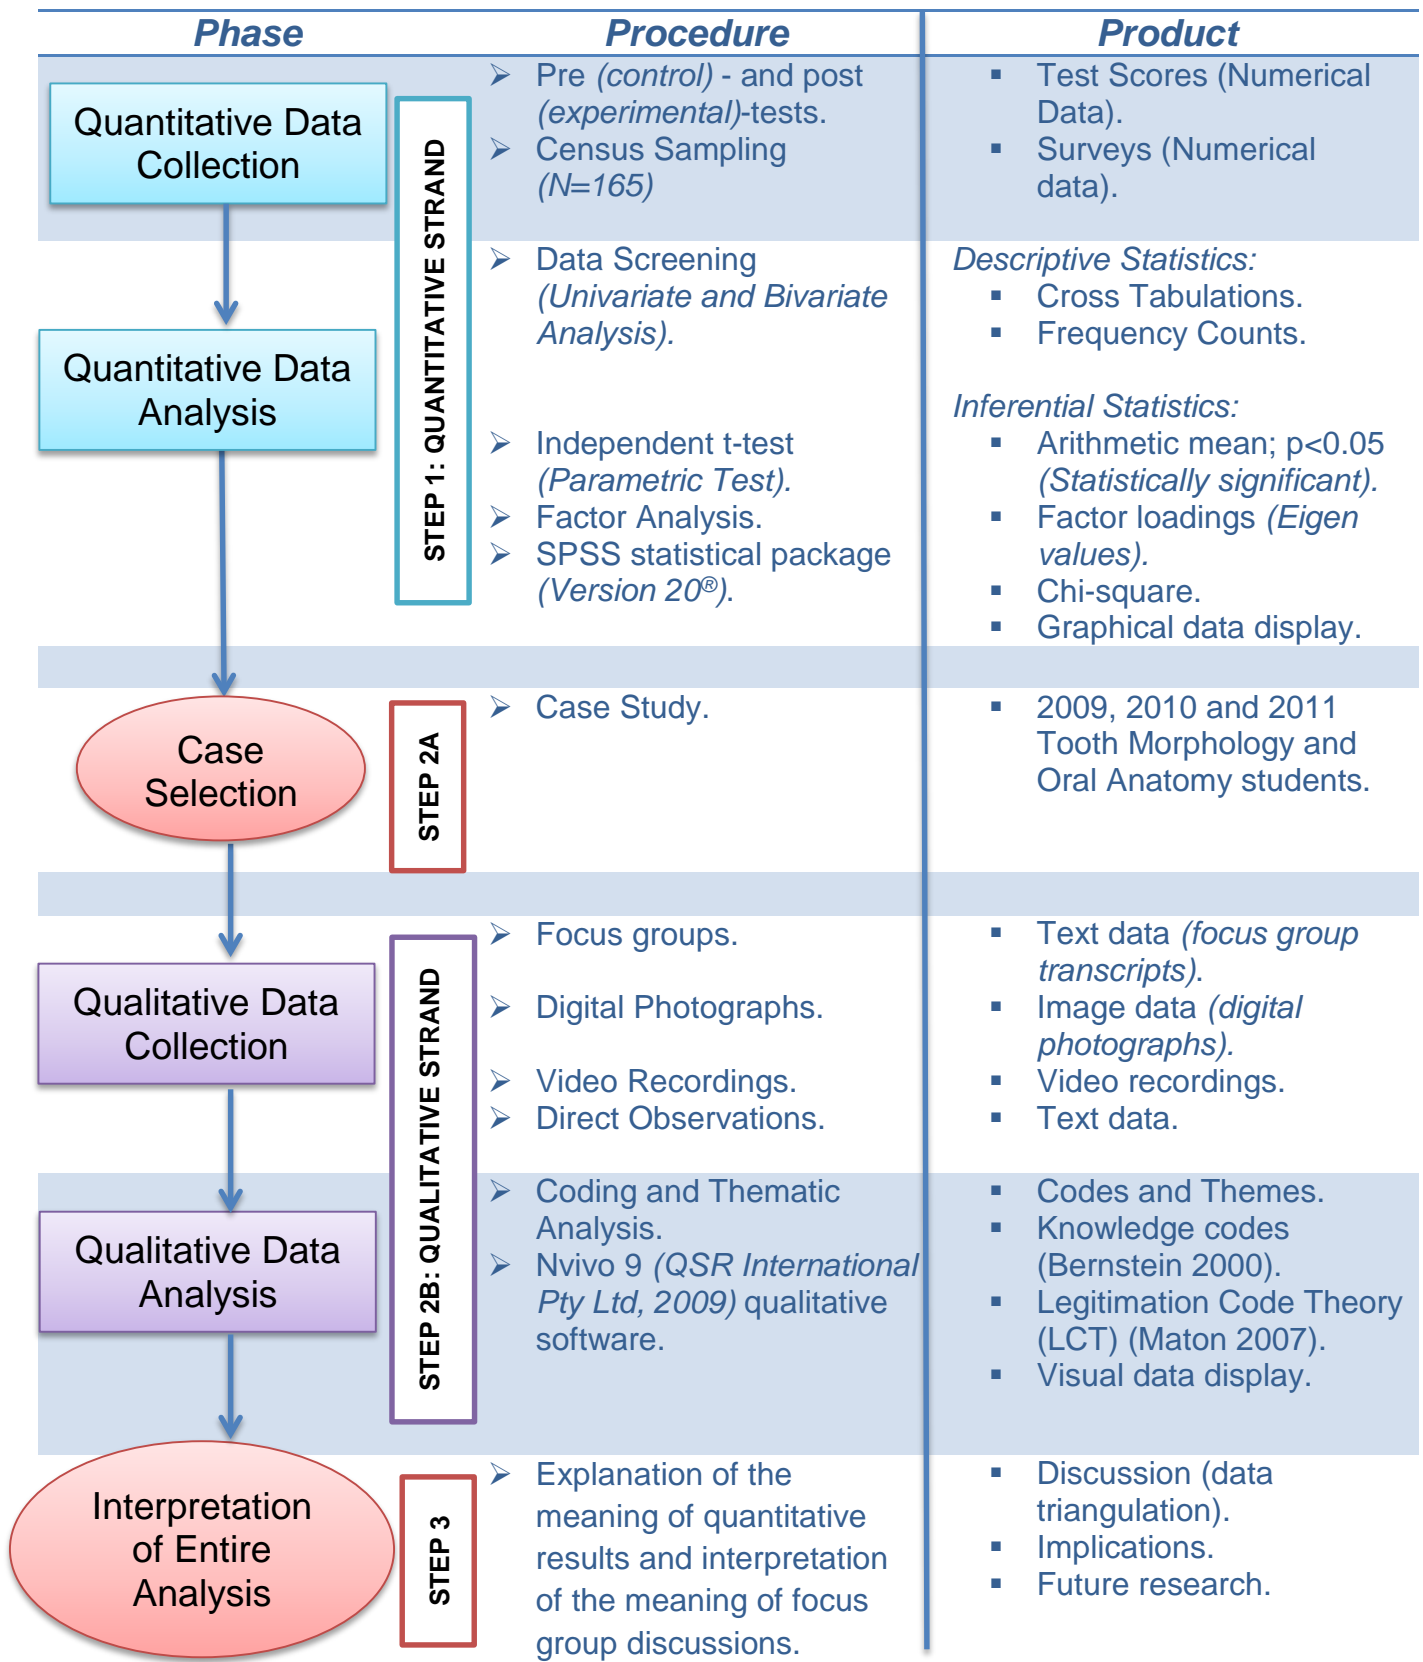 Phase
Procedure
Product
Quantitative Data
Collection
STEP 1: QUANTITATIVE STRAND
➢ Pre (control) - and post
(experimental)-tests.
➢ Census Sampling
(N=165)
▪ Test Scores (Numerical
Data).
▪ Surveys (Numerical
data).
Quantitative Data
Analysis
➢ Data Screening
(Univariate and Bivariate
Analysis).
➢ Independent t-test
(Parametric Test).
➢ Factor Analysis.
➢ SPSS statistical package
(Version 20®).
Descriptive Statistics:
▪ Cross Tabulations.
▪ Frequency Counts.
Inferential Statistics:
▪ Arithmetic mean; p<0.05
(Statistically significant).
▪ Factor loadings (Eigen
values).
▪ Chi-square.
▪ Graphical data display.
Case
Selection
STEP 2A
➢ Case Study.
▪ 2009, 2010 and 2011
Tooth Morphology and
Oral Anatomy students.
Qualitative Data
Collection
STEP 2B: QUALITATIVE STRAND
➢ Focus groups.
➢ Digital Photographs.
➢ Video Recordings.
➢ Direct Observations.
▪ Text data (focus group
transcripts).
▪ Image data (digital
photographs).
▪ Video recordings.
▪ Text data.
Qualitative Data
Analysis
➢ Coding and Thematic
Analysis.
➢ Nvivo 9 (QSR International
Pty Ltd, 2009) qualitative
software.
▪ Codes and Themes.
▪ Knowledge codes
(Bernstein 2000).
▪ Legitimation Code Theory
(LCT) (Maton 2007).
▪ Visual data display.
Interpretation
of Entire
Analysis
STEP 3
➢ Explanation of the
meaning of quantitative
results and interpretation
of the meaning of focus
group discussions.
▪ Discussion (data
triangulation).
▪ Implications.
▪ Future research.